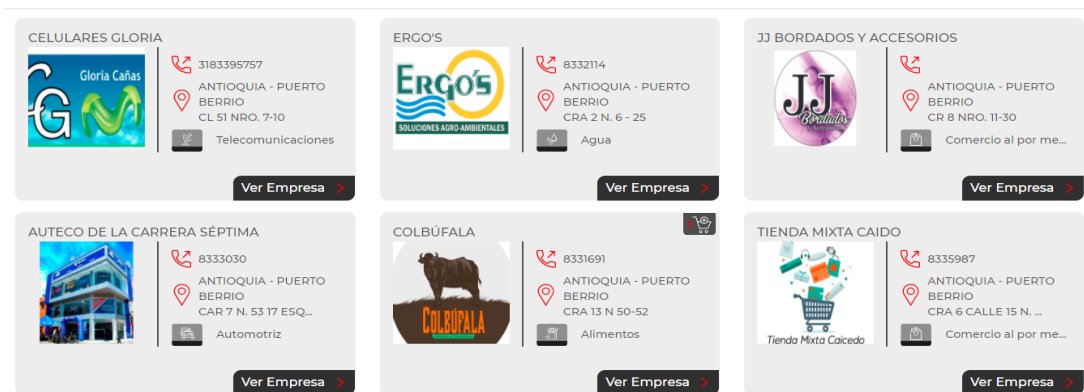 CELULARES GLORIA
Gloria Cañas
G
3183395757
ANTIOQUIA - PUERTO
BERRIO
CL 51 NRO. 7-10
Telecomunicaciones
Ver Empresa
ERGO'S
ERGO'S
SOLUCIONES AGRO-AMBIENTALES
8332114
ANTIOQUIA - PUERTO
BERRIO
CRA 2 N. 6 - 25
Agua
Ver Empresa
JJ BORDADOS Y ACCESORIOS
JJ
Bordados
ANTIOQUIA - PUERTO
BERRIO
CR 8 NRO. 11-30
Comercio al por me...
Ver Empresa
AUTECO DE LA CARRERA SÉPTIMA
8333030
ANTIOQUIA - PUERTO
BERRIO
CAR 7 N. 53 17 ESQ...
Automotriz
Ver Empresa
COLBÚFALA
COLBÚFALA
8331691
ANTIOQUIA - PUERTO
BERRIO
CRA 13 N 50-52
Alimentos
Ver Empresa
TIENDA MIXTA CAIDO
Tienda Mixta Caicedo
8335987
ANTIOQUIA - PUERTO
BERRIO
CRA 6 CALLE 15 N. ...
Comercio al por me...
Ver Empresa